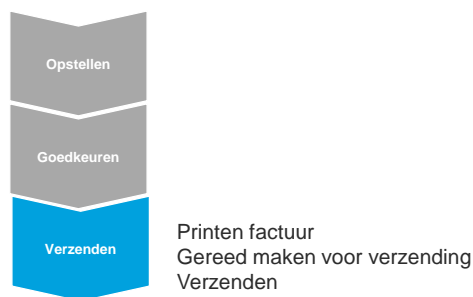 Opstellen
Goedkeuren
Verzenden
Printen factuur
Gereed maken voor verzending
Verzenden